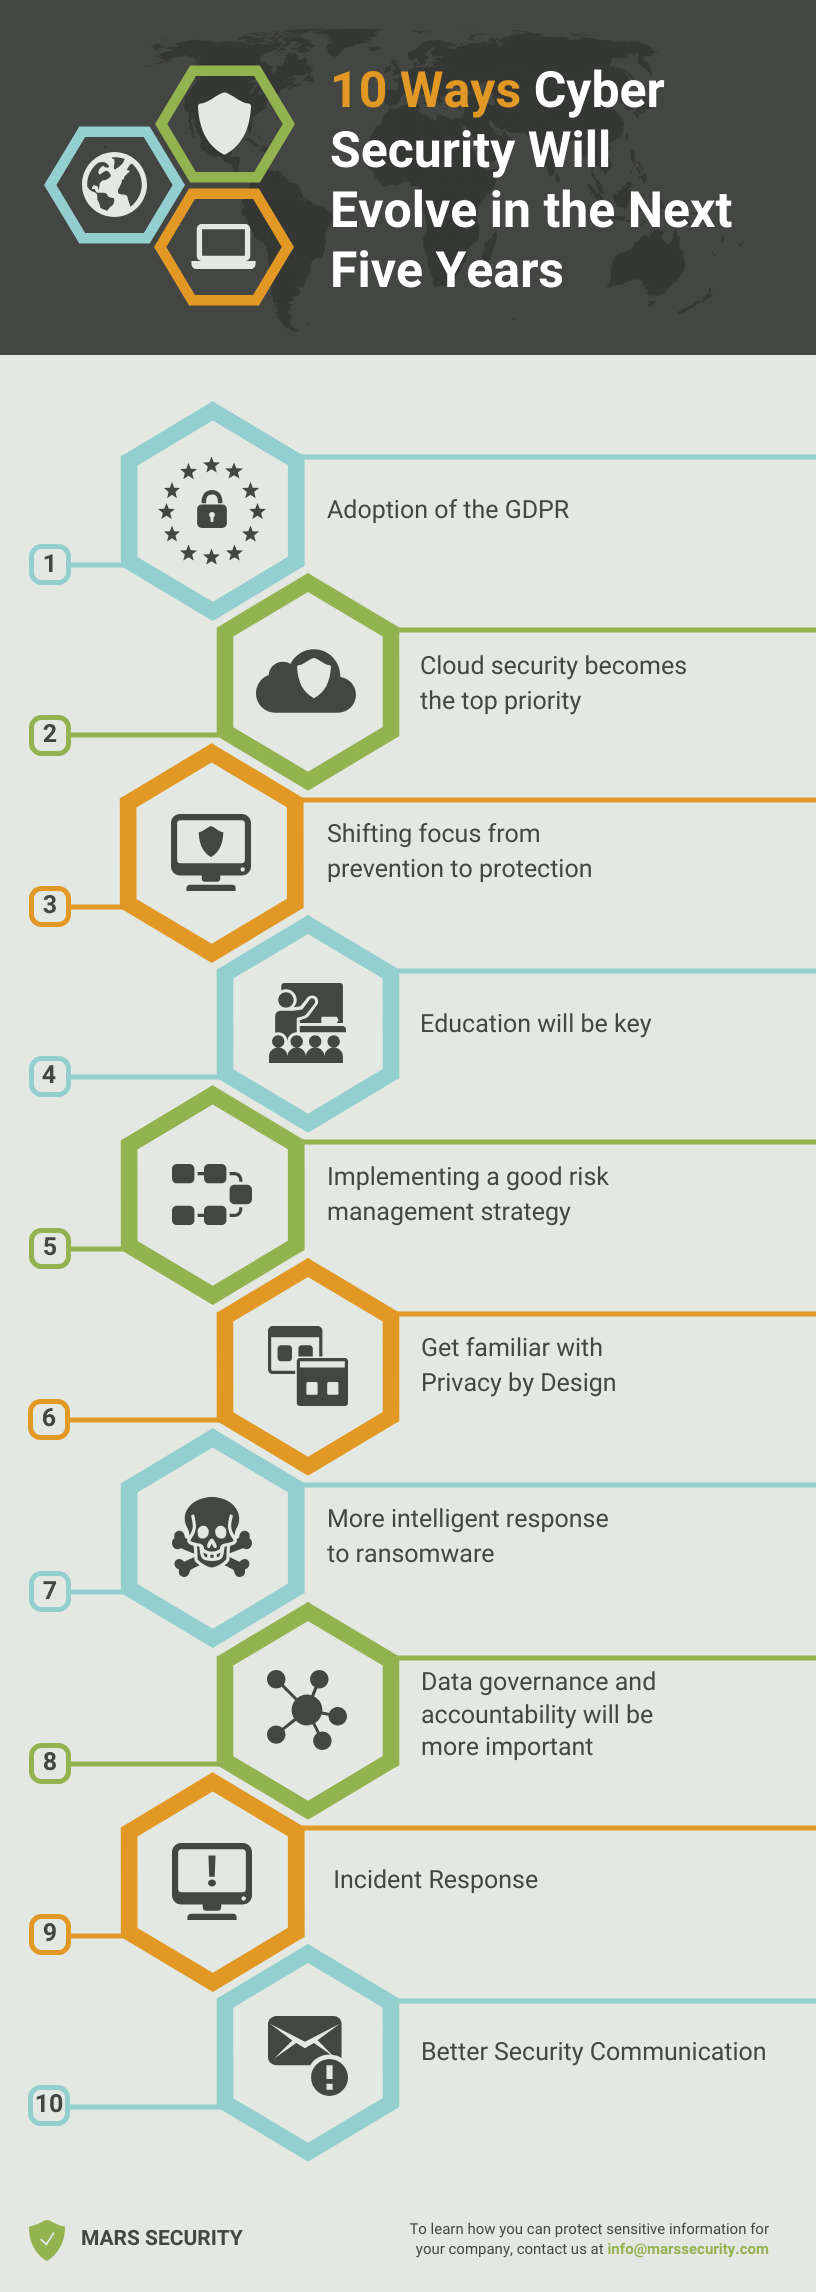 10 Ways Cyber
Security Will
Evolve in the Next
Five Years
Adoption of the GDPR
1
Cloud security becomes
the top priority
2
Shifting focus from
prevention to protection
3
Education will be key
4
Implementing a good risk
management strategy
5
Get familiar with
Privacy by Design
6
More intelligent response
to ransomware
7
Data governance and
accountability will be
more important
8
Incident Response
9
Better Security Communication
10
MARS SECURITY
To learn how you can protect sensitive information for
your company, contact us at info@marssecurity.com